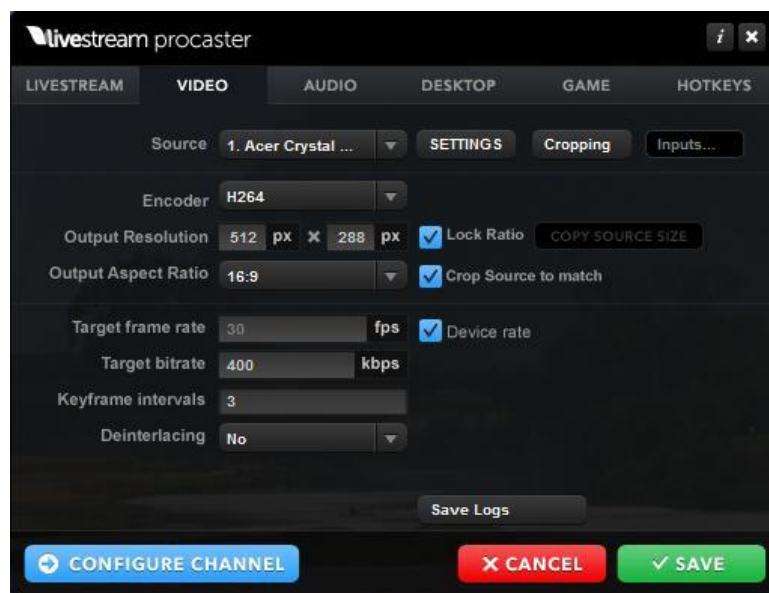 livestream procaster i
LIVESTREAM VIDEO AUDIO DESKTOP GAME HOTKEYS
Source 1. Acer Crystal ... SETTINGS Cropping Inputs...
Encoder H264
Output Resolution 512 px × 288 px Lock Ratio COPY SOURCE SIZE
Output Aspect Ratio 16:9 Crop Source to match
Target frame rate 30 fps Device rate
Target bitrate 400 kbps
Keyframe intervals 3
Deinterlacing No
Save Logs
CONFIGURE CHANNEL CANCEL SAVE